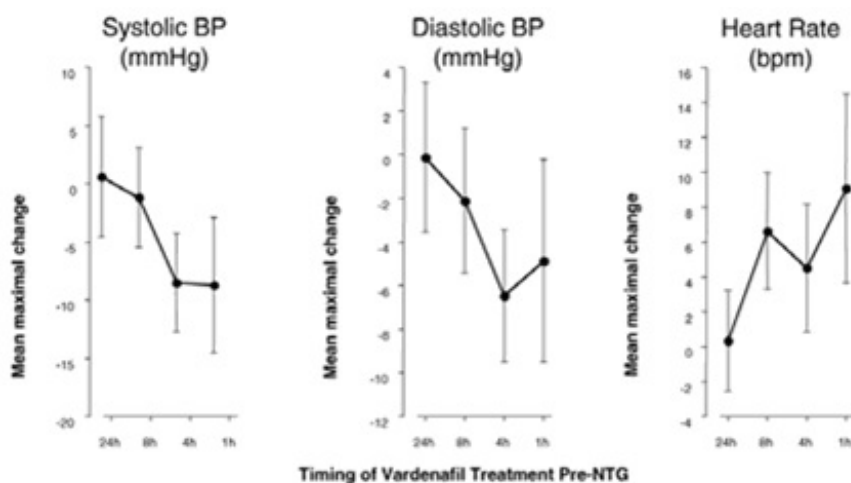 Systolic BP
(mmHg)
10
5
0
-5
-10
-15
-20
Mean maximal change
24h 8h 4h 1h
Diastolic BP
(mmHg)
4
2
0
-2
-4
-6
-8
-10
-12
Mean maximal change
24h 8h 4h 1h
Heart Rate
(bpm)
16
14
12
10
8
6
4
2
0
-2
-4
Mean maximal change
24h 8h 4h 1h
Timing of Vardenafil Treatment Pre-NTG